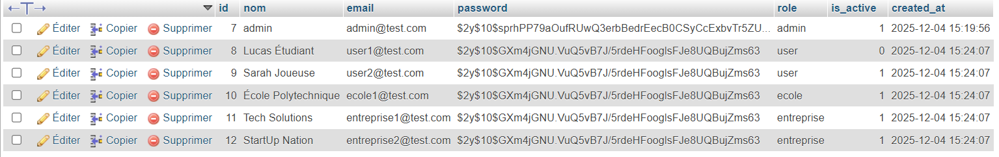 id nom email password role is_active created_at
Éditer Copier Supprimer 7 admin admin@test.com $2y$10$sprhPP79aOufRUwQ3erbBedrEecB0CSyCcExbvTr5ZU... admin 1 2025-12-04 15:19:56
Éditer Copier Supprimer 8 Lucas Étudiant user1@test.com $2y$10$GXm4jGNU.VuQ5vB7J/5rdeHFooglsFJe8UQBujZms63 user 0 2025-12-04 15:24:07
Éditer Copier Supprimer 9 Sarah Joueuse user2@test.com $2y$10$GXm4jGNU.VuQ5vB7J/5rdeHFooglsFJe8UQBujZms63 user 1 2025-12-04 15:24:07
Éditer Copier Supprimer 10 École Polytechnique ecole1@test.com $2y$10$GXm4jGNU.VuQ5vB7J/5rdeHFooglsFJe8UQBujZms63 ecole 1 2025-12-04 15:24:07
Éditer Copier Supprimer 11 Tech Solutions entreprise1@test.com $2y$10$GXm4jGNU.VuQ5vB7J/5rdeHFooglsFJe8UQBujZms63 entreprise 1 2025-12-04 15:24:07
Éditer Copier Supprimer 12 StartUp Nation entreprise2@test.com $2y$10$GXm4jGNU.VuQ5vB7J/5rdeHFooglsFJe8UQBujZms63 entreprise 1 2025-12-04 15:24:07